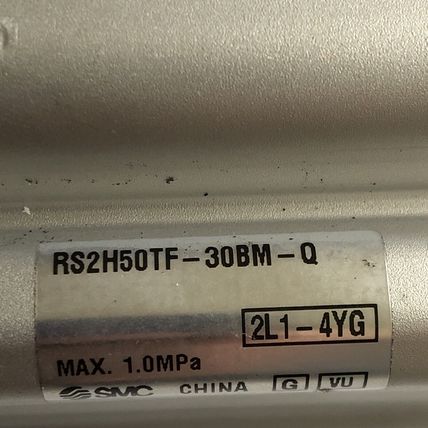 RS2H50TF-30BM-Q
2L1-4YG
MAX. 1.0MPa
SMC CHINA G VU